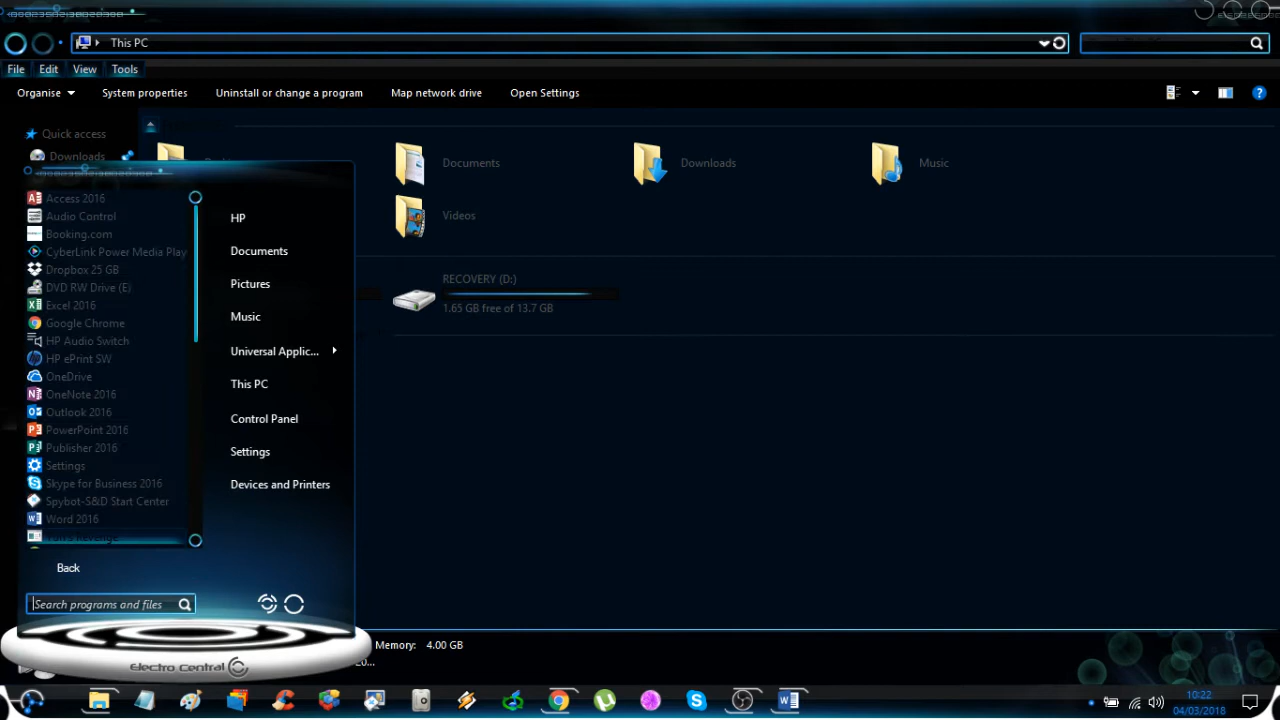 This PC
File Edit View Tools
Organise System properties Uninstall or change a program Map network drive Open Settings
Quick access
Downloads
Documents
Downloads
Music
Videos
RECOVERY (D:)
1.65 GB free of 13.7 GB
Access 2016
Audio Control
Booking.com
CyberLink Power Media Play
Dropbox 25 GB
DVD RW Drive (E)
Excel 2016
Google Chrome
HP Audio Switch
HP ePrint SW
OneDrive
OneNote 2016
Outlook 2016
PowerPoint 2016
Publisher 2016
Settings
Skype for Business 2016
Spybot-S&D Start Center
Word 2016
Back
Search programs and files
HP
Documents
Pictures
Music
Universal Applic...
This PC
Control Panel
Settings
Devices and Printers
Memory: 4.00 GB
Electro Central
10:22
04/03/2018